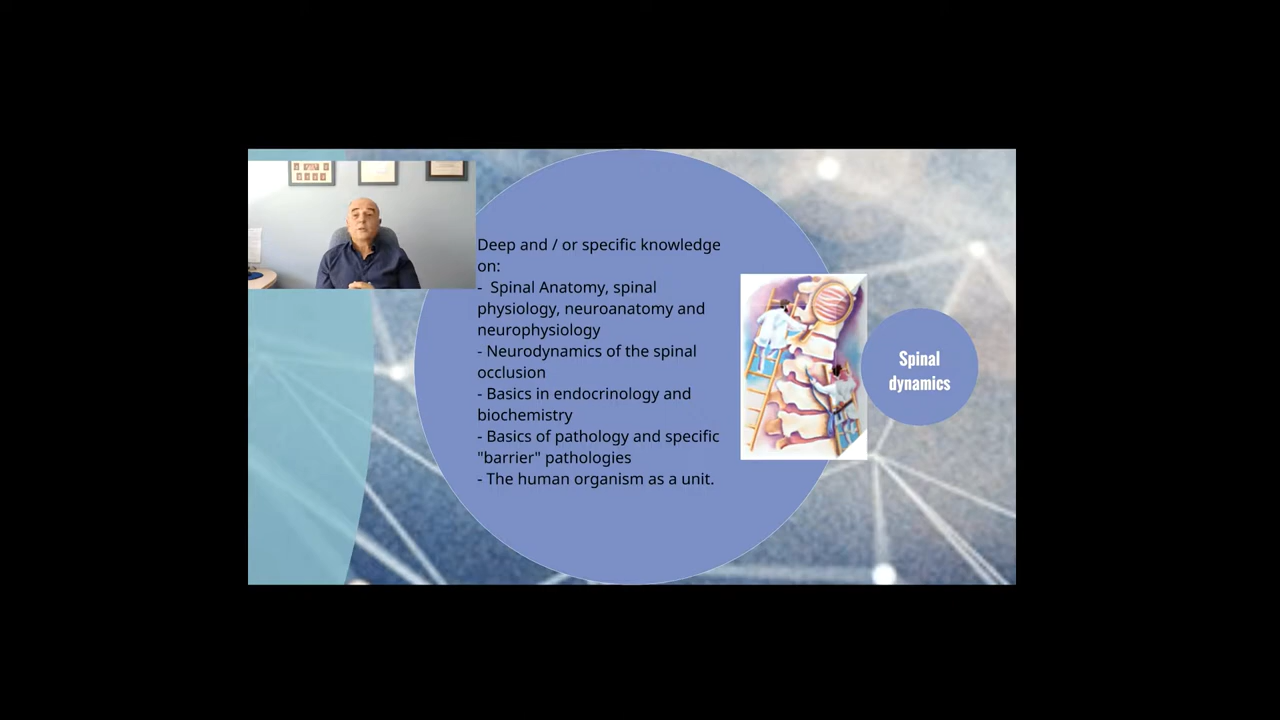 Deep and / or specific knowledge
on:
-  Spinal Anatomy, spinal
physiology, neuroanatomy and
neurophysiology
- Neurodynamics of the spinal
occlusion
- Basics in endocrinology and
biochemistry
- Basics of pathology and specific
"barrier" pathologies
- The human organism as a unit.
Spinal
dynamics